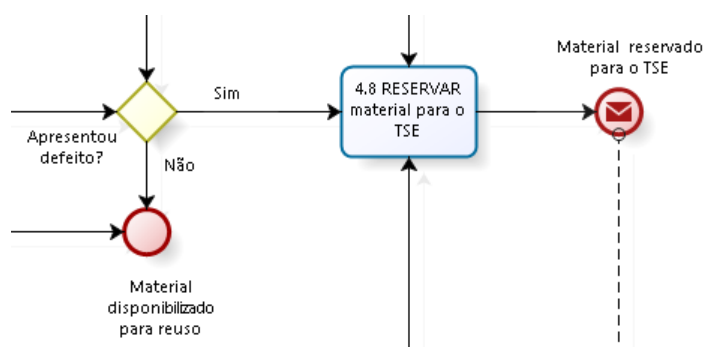 Material reservado
para o TSE
Sim
4.8 RESERVAR
material para o
TSE
Apresentou
defeito?
Não
Material
disponibilizado
para reuso